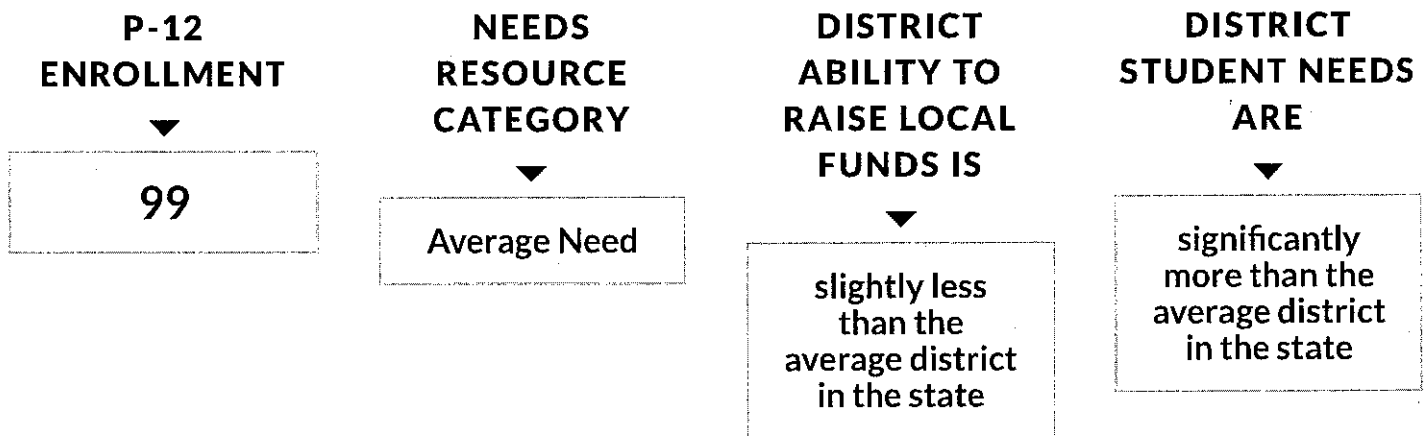 P-12
ENROLLMENT
99
NEEDS
RESOURCE
CATEGORY
Average Need
DISTRICT
ABILITY TO
RAISE LOCAL
FUNDS IS
slightly less
than the
average district
in the state
DISTRICT
STUDENT NEEDS
ARE
significantly
more than the
average district
in the state